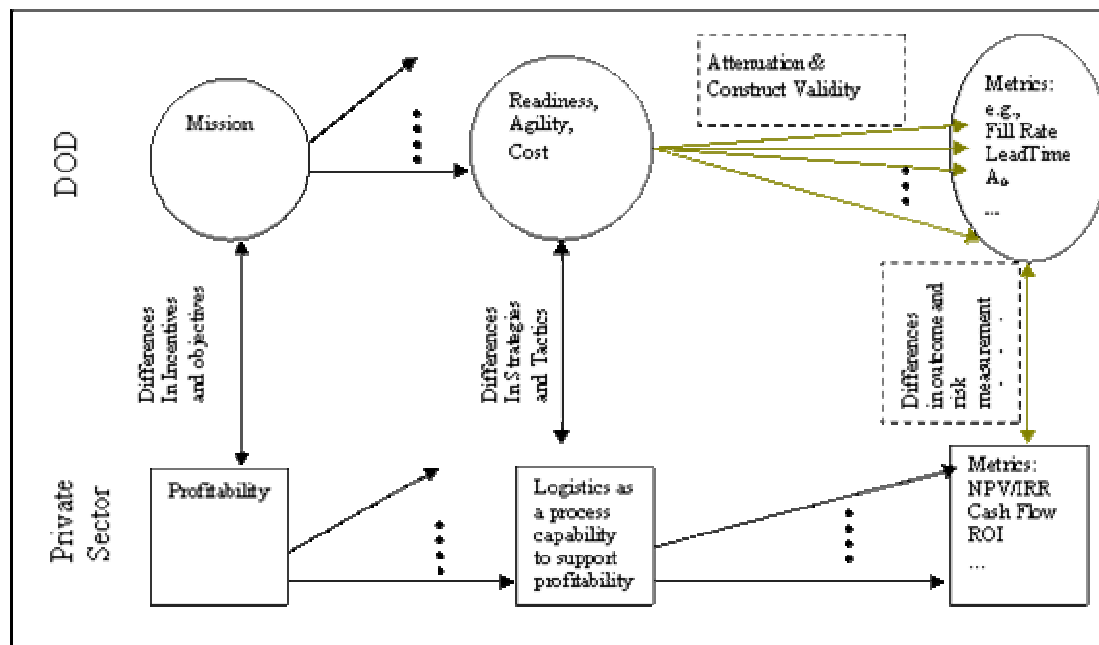 DOD
Mission
Readiness,
Agility,
Cost
Attenuation &
Construct Validity
Metrics:
e.g.,
Fill Rate
LeadTime
Ao
...
Differences
In Incentives
and objectives
Differences
In Strategies
and Tactics
Differences
in outcome and
risk
measurement
Private
Sector
Profitability
Logistics as
a process
capability
to support
profitability
Metrics:
NPV/IRR
Cash Flow
ROI
...